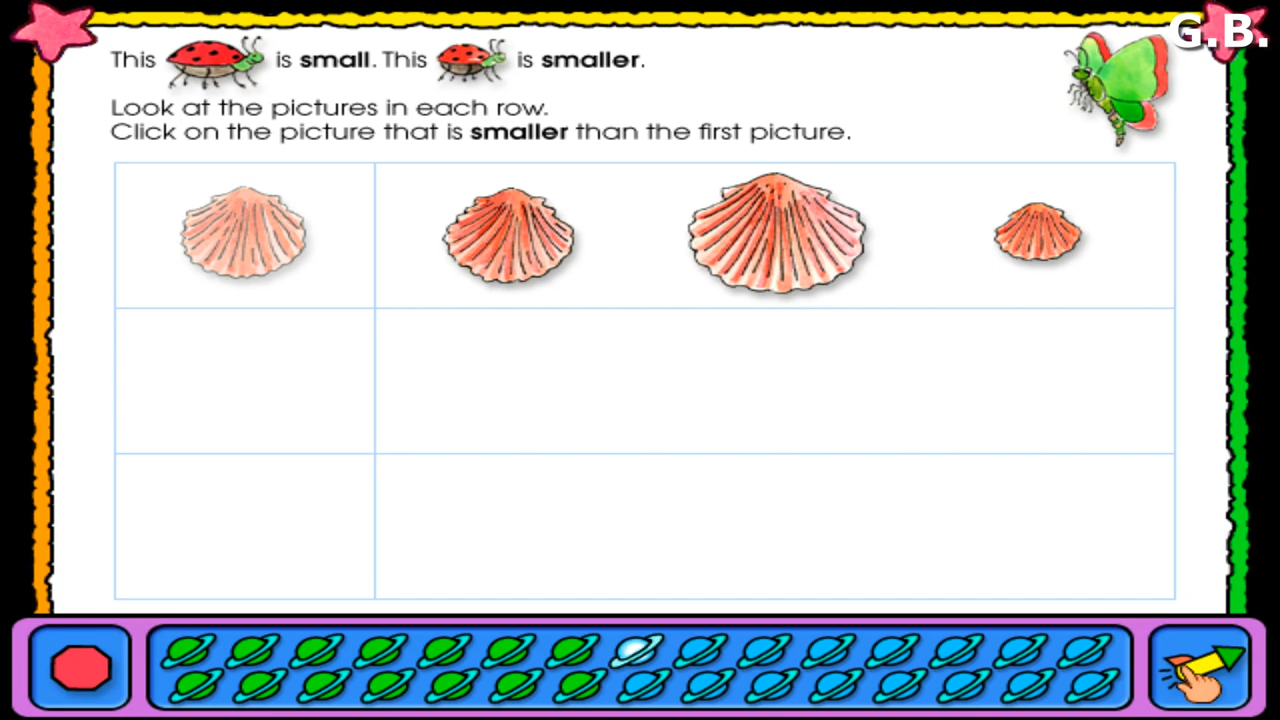 G.B.
This is small. This is smaller.
Look at the pictures in each row.
Click on the picture that is smaller than the first picture.